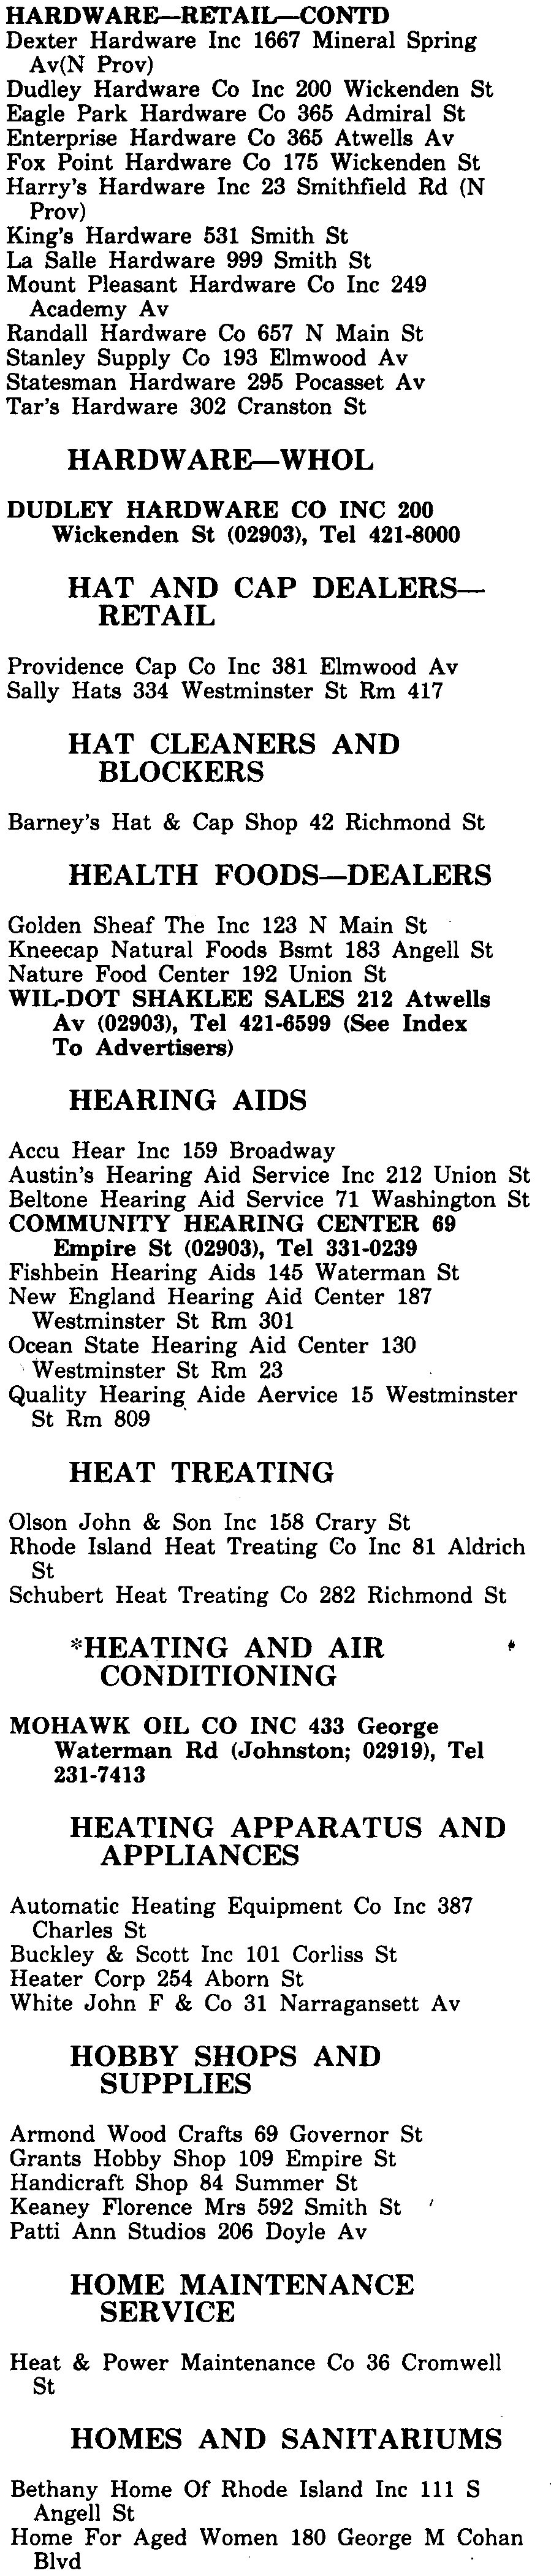 HARDWARE—RETAIL—CONTD
Dexter Hardware Inc 1667 Mineral Spring
Av(N Prov)
Dudley Hardware Co Inc 200 Wickenden St
Eagle Park Hardware Co 365 Admiral St
Enterprise Hardware Co 365 Atwells Av
Fox Point Hardware Co 175 Wickenden St
Harry's Hardware Inc 23 Smithfield Rd (N
Prov)
King's Hardware 531 Smith St
La Salle Hardware 999 Smith St
Mount Pleasant Hardware Co Inc 249
Academy Av
Randall Hardware Co 657 N Main St
Stanley Supply Co 193 Elmwood Av
Statesman Hardware 295 Pocasset Av
Tar's Hardware 302 Cranston St
HARDWARE—WHOL
DUDLEY HARDWARE CO INC 200
Wickenden St (02903), Tel 421-8000
HAT AND CAP DEALERS—
RETAIL
Providence Cap Co Inc 381 Elmwood Av
Sally Hats 334 Westminster St Rm 417
HAT CLEANERS AND
BLOCKERS
Barney's Hat & Cap Shop 42 Richmond St
HEALTH FOODS—DEALERS
Golden Sheaf The Inc 123 N Main St
Kneecap Natural Foods Bsmt 183 Angell St
Nature Food Center 192 Union St
WIL-DOT SHAKLEE SALES 212 Atwells
Av (02903), Tel 421-6599 (See Index
To Advertisers)
HEARING AIDS
Accu Hear Inc 159 Broadway
Austin's Hearing Aid Service Inc 212 Union St
Beltone Hearing Aid Service 71 Washington St
COMMUNITY HEARING CENTER 69
Empire St (02903), Tel 331-0239
Fishbein Hearing Aids 145 Waterman St
New England Hearing Aid Center 187
Westminster St Rm 301
Ocean State Hearing Aid Center 130
Westminster St Rm 23
Quality Hearing Aide Aervice 15 Westminster
St Rm 809
HEAT TREATING
Olson John & Son Inc 158 Crary St
Rhode Island Heat Treating Co Inc 81 Aldrich
St
Schubert Heat Treating Co 282 Richmond St
*HEATING AND AIR
CONDITIONING
MOHAWK OIL CO INC 433 George
Waterman Rd (Johnston; 02919), Tel
231-7413
HEATING APPARATUS AND
APPLIANCES
Automatic Heating Equipment Co Inc 387
Charles St
Buckley & Scott Inc 101 Corliss St
Heater Corp 254 Aborn St
White John F & Co 31 Narragansett Av
HOBBY SHOPS AND
SUPPLIES
Armond Wood Crafts 69 Governor St
Grants Hobby Shop 109 Empire St
Handicraft Shop 84 Summer St
Keaney Florence Mrs 592 Smith St
Patti Ann Studios 206 Doyle Av
HOME MAINTENANCE
SERVICE
Heat & Power Maintenance Co 36 Cromwell
St
HOMES AND SANITARIUMS
Bethany Home Of Rhode Island Inc 111 S
Angell St
Home For Aged Women 180 George M Cohan
Blvd